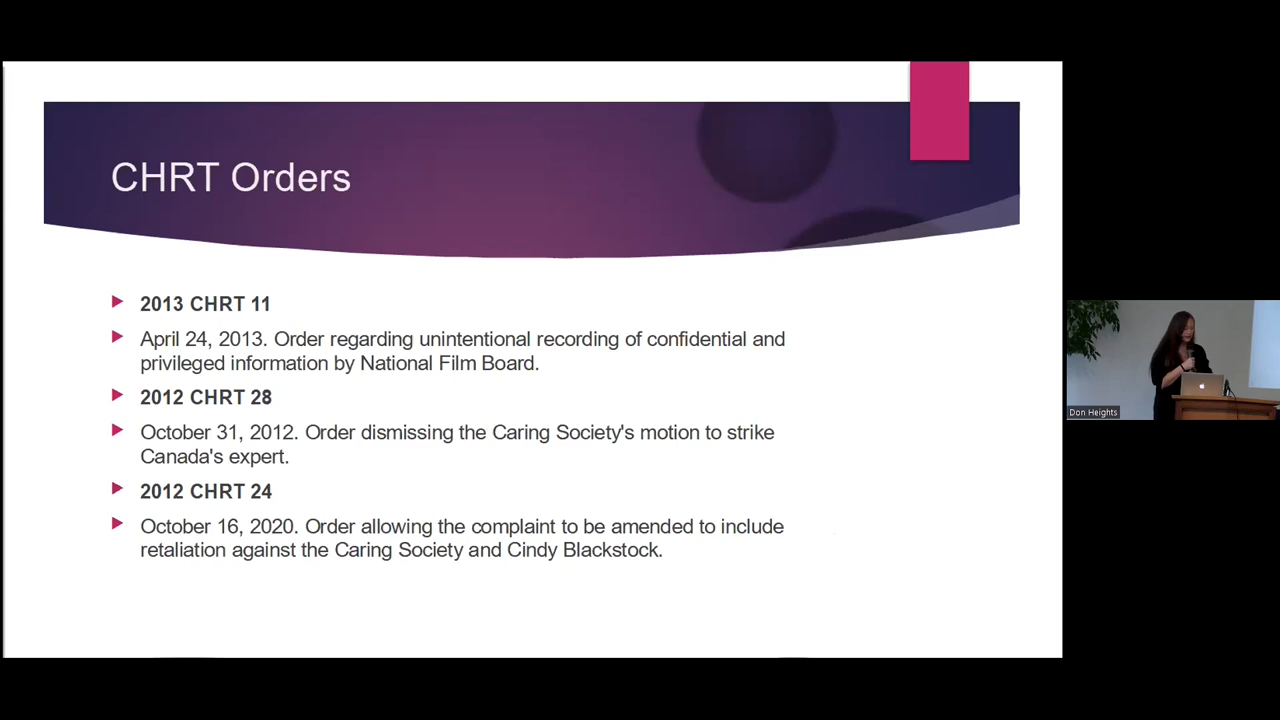 CHRT Orders
2013 CHRT 11
April 24, 2013. Order regarding unintentional recording of confidential and
privileged information by National Film Board.
2012 CHRT 28
October 31, 2012. Order dismissing the Caring Society's motion to strike
Canada's expert.
2012 CHRT 24
October 16, 2020. Order allowing the complaint to be amended to include
retaliation against the Caring Society and Cindy Blackstock.
Don Heights